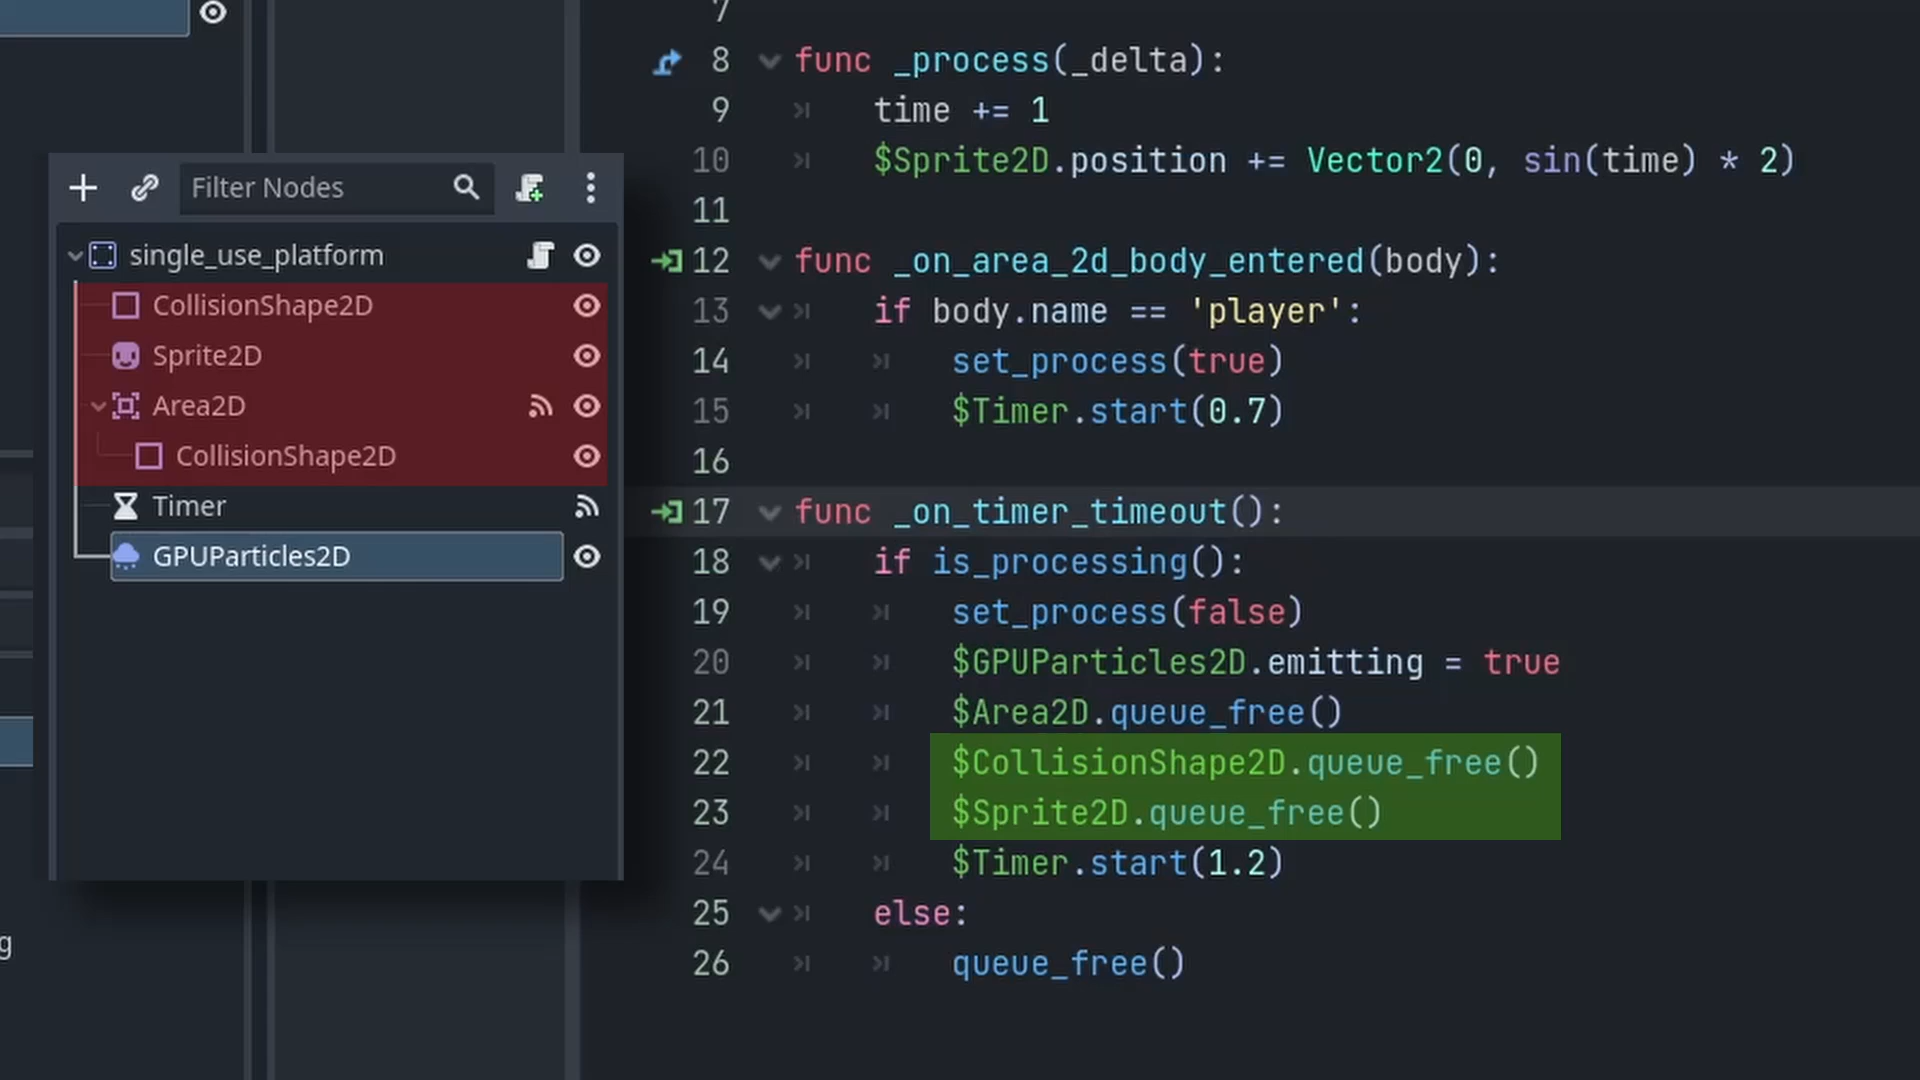 Filter Nodes
single_use_platform
CollisionShape2D
Sprite2D
Area2D
CollisionShape2D
Timer
GPUParticles2D
g
7
8 func _process(_delta):
9 time += 1
10 $Sprite2D.position += Vector2(0, sin(time) * 2)
11
12 func _on_area_2d_body_entered(body):
13 if body.name == 'player':
14 set_process(true)
15 $Timer.start(0.7)
16
17 func _on_timer_timeout():
18 if is_processing():
19 set_process(false)
20 $GPUParticles2D.emitting = true
21 $Area2D.queue_free()
22 $CollisionShape2D.queue_free()
23 $Sprite2D.queue_free()
24 $Timer.start(1.2)
25 else:
26 queue_free()